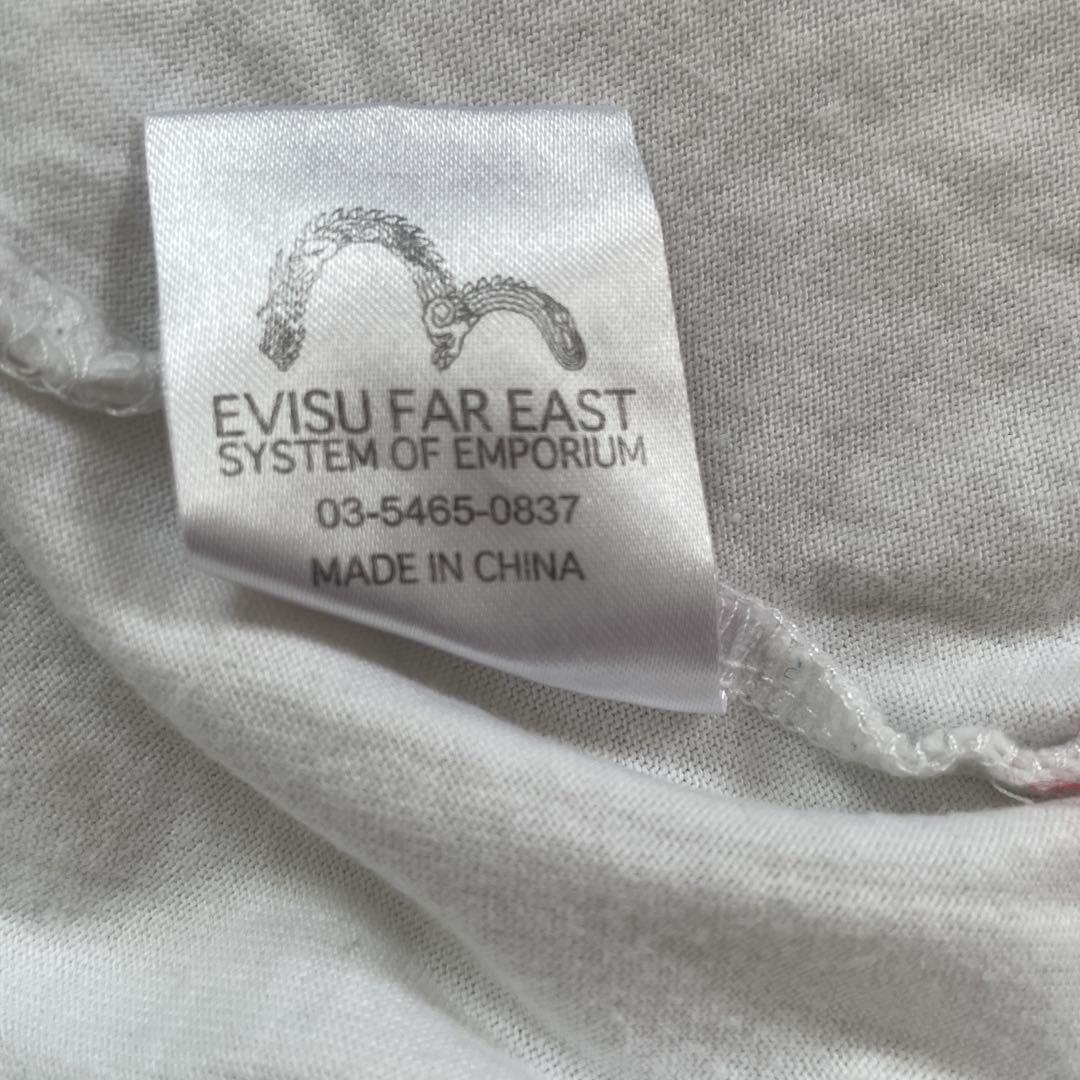 EVISU FAR EAST
SYSTEM OF EMPORIUM
03-5465-0837
MADE IN CHINA